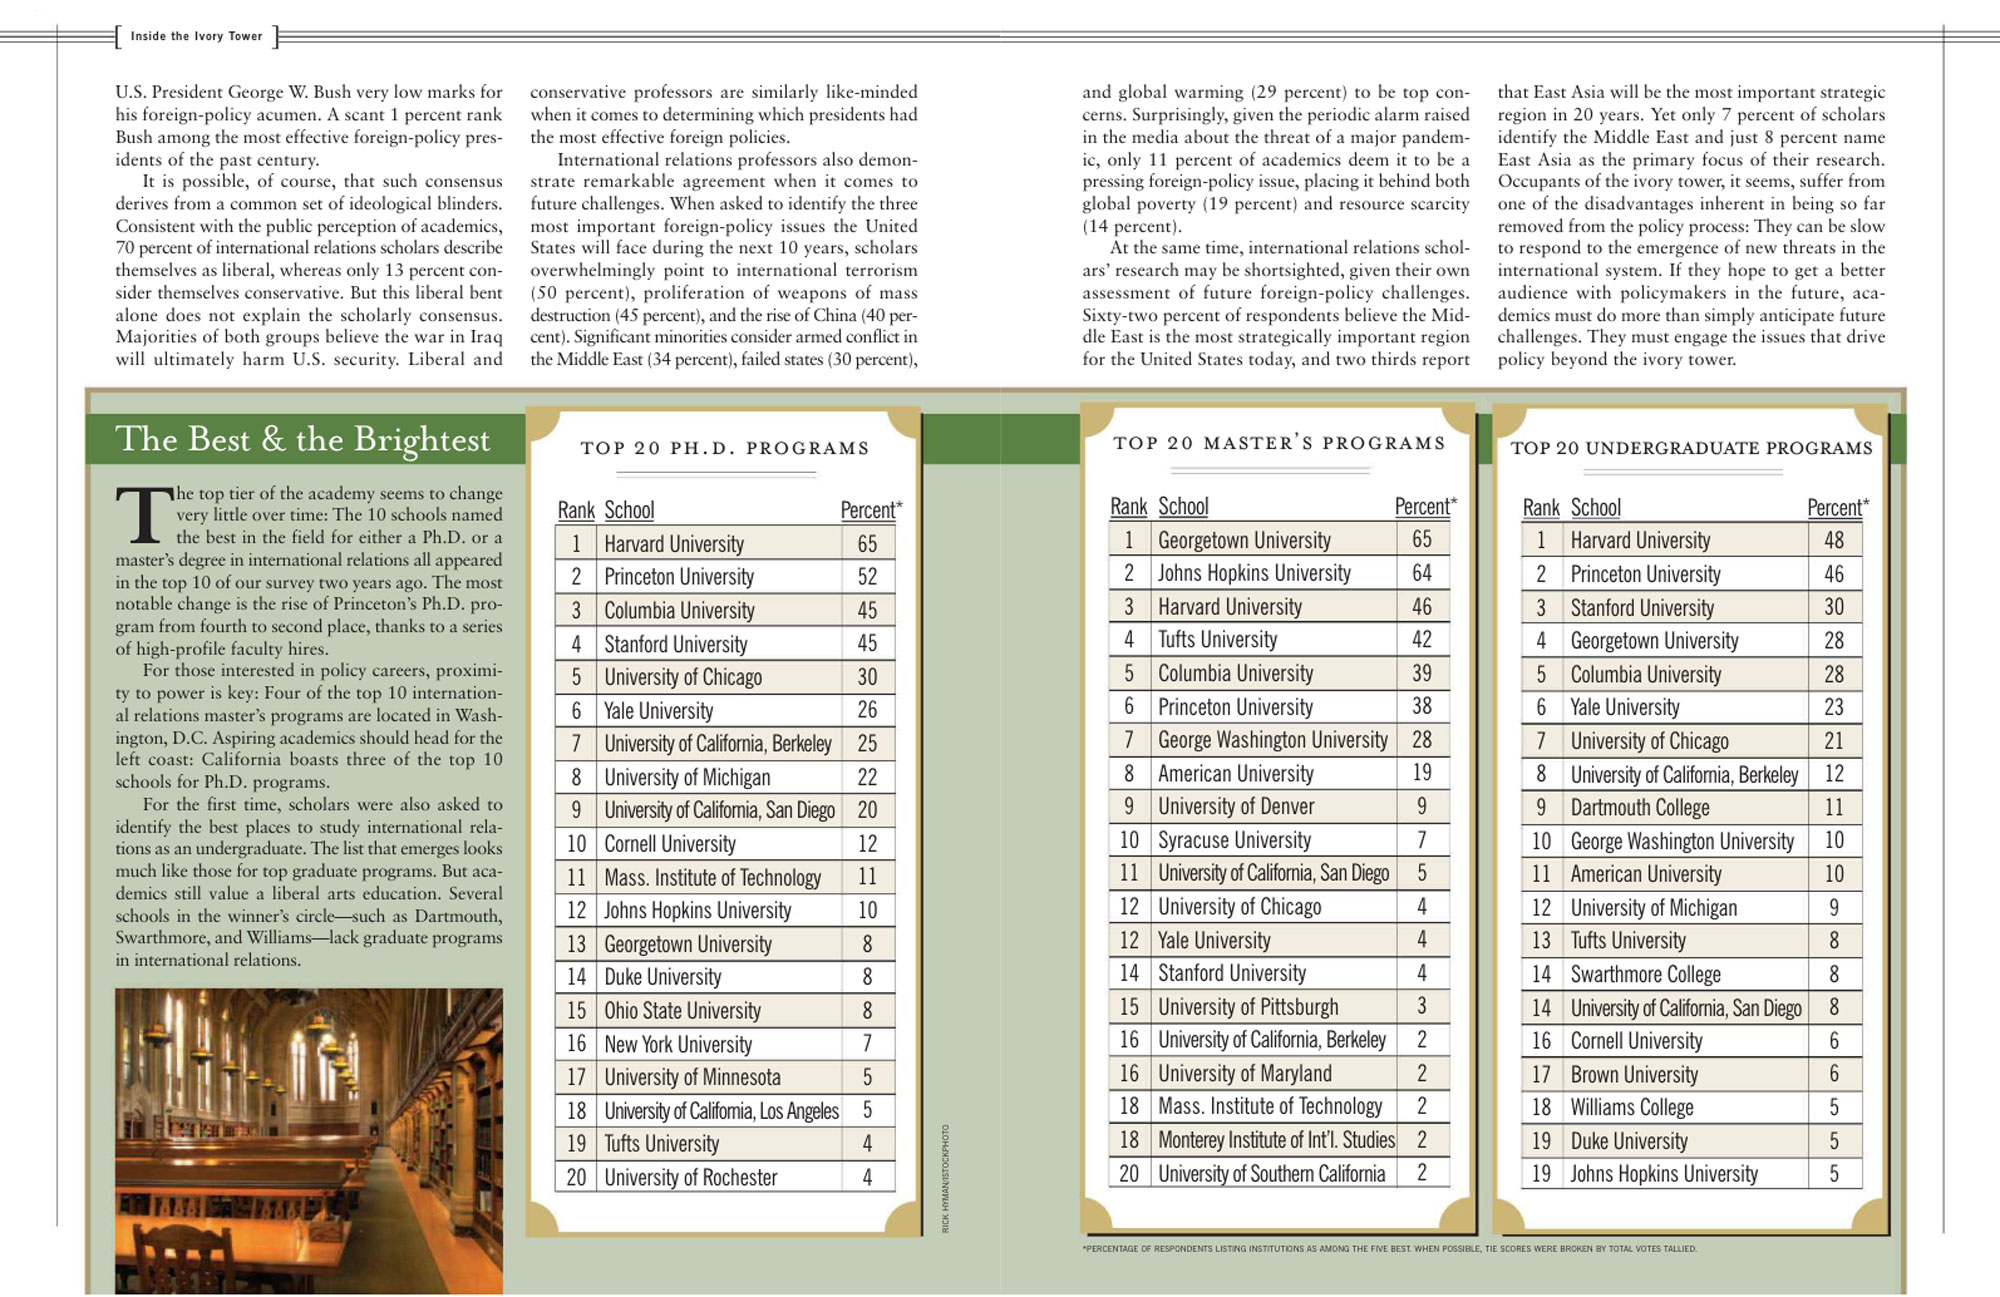 Inside the Ivory Tower
U.S. President George W. Bush very low marks for
his foreign-policy acumen. A scant 1 percent rank
Bush among the most effective foreign-policy pres-
idents of the past century.
It is possible, of course, that such consensus
derives from a common set of ideological blinders.
Consistent with the public perception of academics,
70 percent of international relations scholars describe
themselves as liberal, whereas only 13 percent con-
sider themselves conservative. But this liberal bent
alone does not explain the scholarly consensus.
Majorities of both groups believe the war in Iraq
will ultimately harm U.S. security. Liberal and
conservative professors are similarly like-minded
when it comes to determining which presidents had
the most effective foreign policies.
International relations professors also demon-
strate remarkable agreement when it comes to
future challenges. When asked to identify the three
most important foreign-policy issues the United
States will face during the next 10 years, scholars
overwhelmingly point to international terrorism
(50 percent), proliferation of weapons of mass
destruction (45 percent), and the rise of China (40 per-
cent). Significant minorities consider armed conflict in
the Middle East (34 percent), failed states (30 percent),
and global warming (29 percent) to be top con-
cerns. Surprisingly, given the periodic alarm raised
in the media about the threat of a major pandem-
ic, only 11 percent of academics deem it to be a
pressing foreign-policy issue, placing it behind both
global poverty (19 percent) and resource scarcity
(14 percent).
At the same time, international relations schol-
ars' research may be shortsighted, given their own
assessment of future foreign-policy challenges.
Sixty-two percent of respondents believe the Mid-
dle East is the most strategically important region
for the United States today, and two thirds report
that East Asia will be the most important strategic
region in 20 years. Yet only 7 percent of scholars
identify the Middle East and just 8 percent name
East Asia as the primary focus of their research.
Occupants of the ivory tower, it seems, suffer from
one of the disadvantages inherent in being so far
removed from the policy process: They can be slow
to respond to the emergence of new threats in the
international system. If they hope to get a better
audience with policymakers in the future, aca-
demics must do more than simply anticipate future
challenges. They must engage the issues that drive
policy beyond the ivory tower.
The Best & the Brightest
The top tier of the academy seems to change
very little over time: The 10 schools named
the best in the field for either a Ph.D. or a
master's degree in international relations all appeared
in the top 10 of our survey two years ago. The most
notable change is the rise of Princeton's Ph.D. pro-
gram from fourth to second place, thanks to a series
of high-profile faculty hires.
For those interested in policy careers, proximi-
ty to power is key: Four of the top 10 internation-
al relations master's programs are located in Wash-
ington, D.C. Aspiring academics should head for the
left coast: California boasts three of the top 10
schools for Ph.D. programs.
For the first time, scholars were also asked to
identify the best places to study international rela-
tions as an undergraduate. The list that emerges looks
much like those for top graduate programs. But aca-
demics still value a liberal arts education. Several
schools in the winner's circle—such as Dartmouth,
Swarthmore, and Williams—lack graduate programs
in international relations.
TOP 20 PH.D. PROGRAMS
Rank School Percent*
1 Harvard University 65
2 Princeton University 52
3 Columbia University 45
4 Stanford University 45
5 University of Chicago 30
6 Yale University 26
7 University of California, Berkeley 25
8 University of Michigan 22
9 University of California, San Diego 20
10 Cornell University 12
11 Mass. Institute of Technology 11
12 Johns Hopkins University 10
13 Georgetown University 8
14 Duke University 8
15 Ohio State University 8
16 New York University 7
17 University of Minnesota 5
18 University of California, Los Angeles 5
19 Tufts University 4
20 University of Rochester 4
RICK HYMAN/ISTOCKPHOTO
TOP 20 MASTER'S PROGRAMS
Rank School Percent*
1 Georgetown University 65
2 Johns Hopkins University 64
3 Harvard University 46
4 Tufts University 42
5 Columbia University 39
6 Princeton University 38
7 George Washington University 28
8 American University 19
9 University of Denver 9
10 Syracuse University 7
11 University of California, San Diego 5
12 University of Chicago 4
12 Yale University 4
14 Stanford University 4
15 University of Pittsburgh 3
16 University of California, Berkeley 2
16 University of Maryland 2
18 Mass. Institute of Technology 2
18 Monterey Institute of Int'l. Studies 2
20 University of Southern California 2
TOP 20 UNDERGRADUATE PROGRAMS
Rank School Percent*
1 Harvard University 48
2 Princeton University 46
3 Stanford University 30
4 Georgetown University 28
5 Columbia University 28
6 Yale University 23
7 University of Chicago 21
8 University of California, Berkeley 12
9 Dartmouth College 11
10 George Washington University 10
11 American University 10
12 University of Michigan 9
13 Tufts University 8
14 Swarthmore College 8
14 University of California, San Diego 8
16 Cornell University 6
17 Brown University 6
18 Williams College 5
19 Duke University 5
19 Johns Hopkins University 5
*PERCENTAGE OF RESPONDENTS LISTING INSTITUTIONS AS AMONG THE FIVE BEST. WHEN POSSIBLE, TIE SCORES WERE BROKEN BY TOTAL VOTES TALLIED.